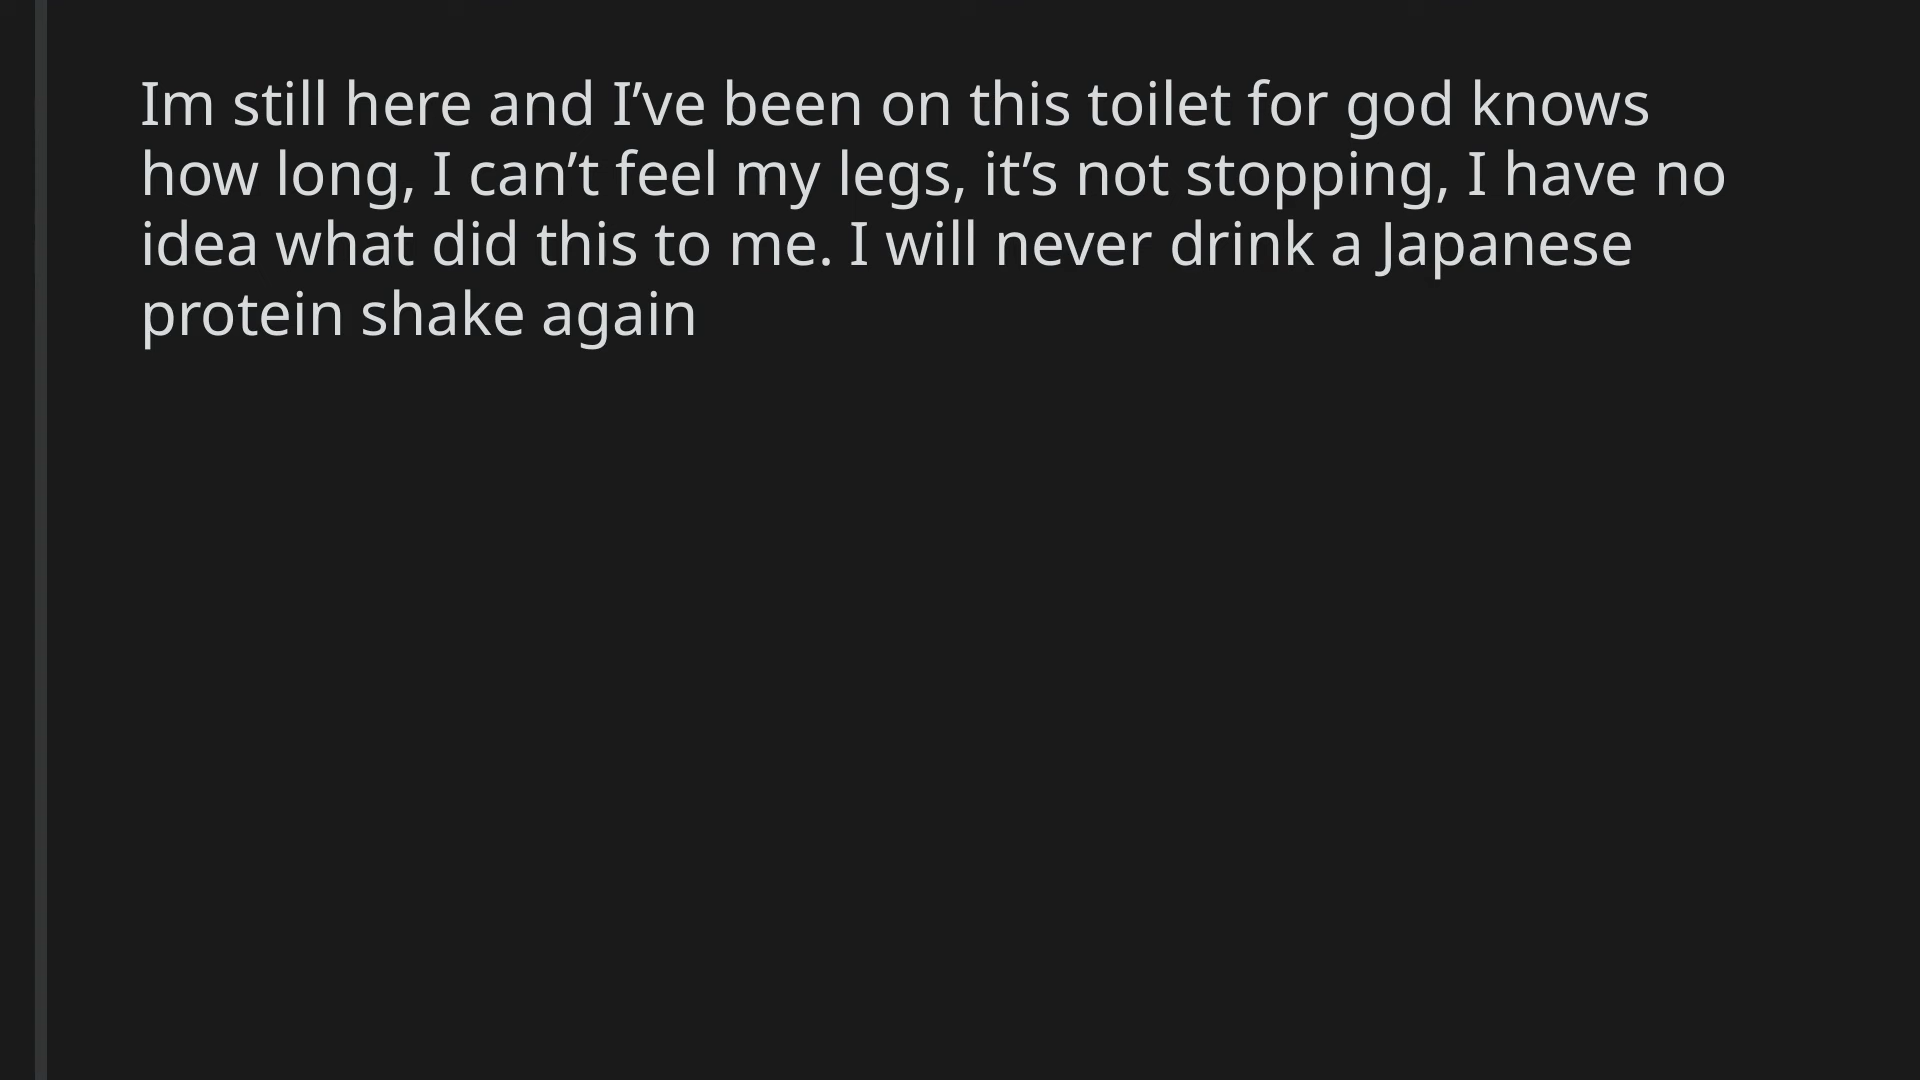 Im still here and I’ve been on this toilet for god knows
how long, I can’t feel my legs, it’s not stopping, I have no
idea what did this to me. I will never drink a Japanese
protein shake again